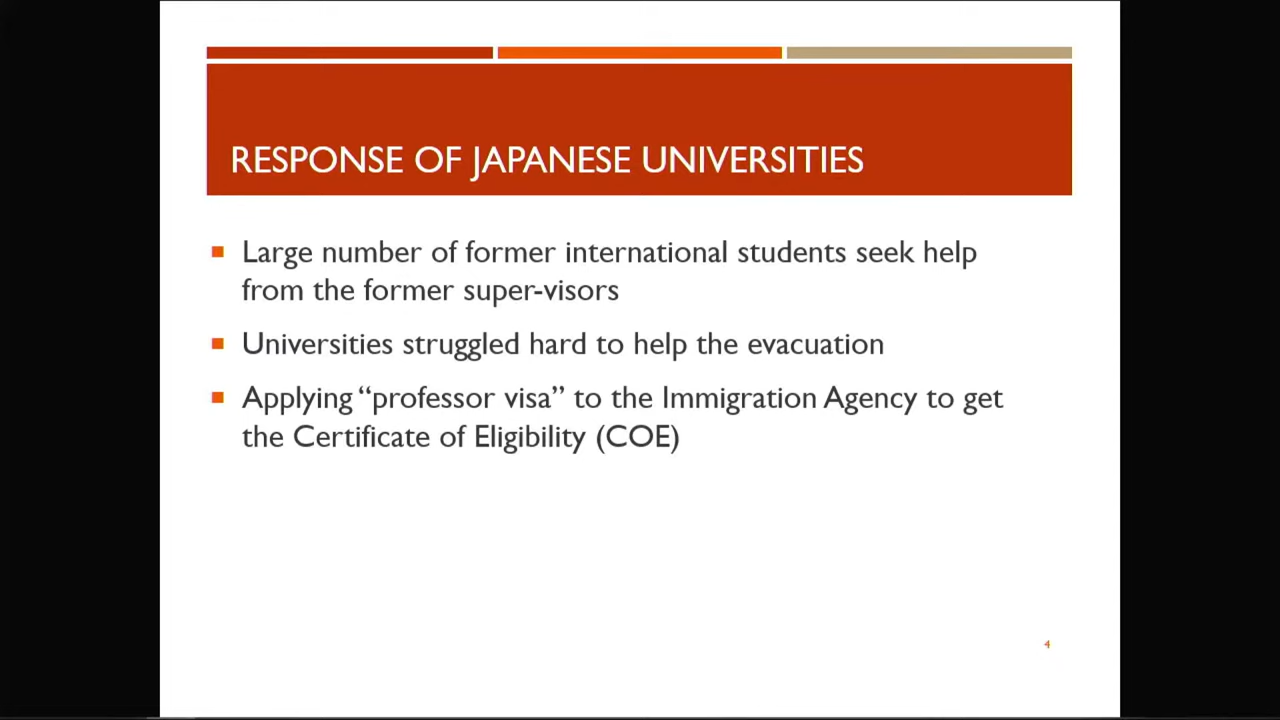 RESPONSE OF JAPANESE UNIVERSITIES
Large number of former international students seek help
from the former super-visors
Universities struggled hard to help the evacuation
Applying “professor visa” to the Immigration Agency to get
the Certificate of Eligibility (COE)
4